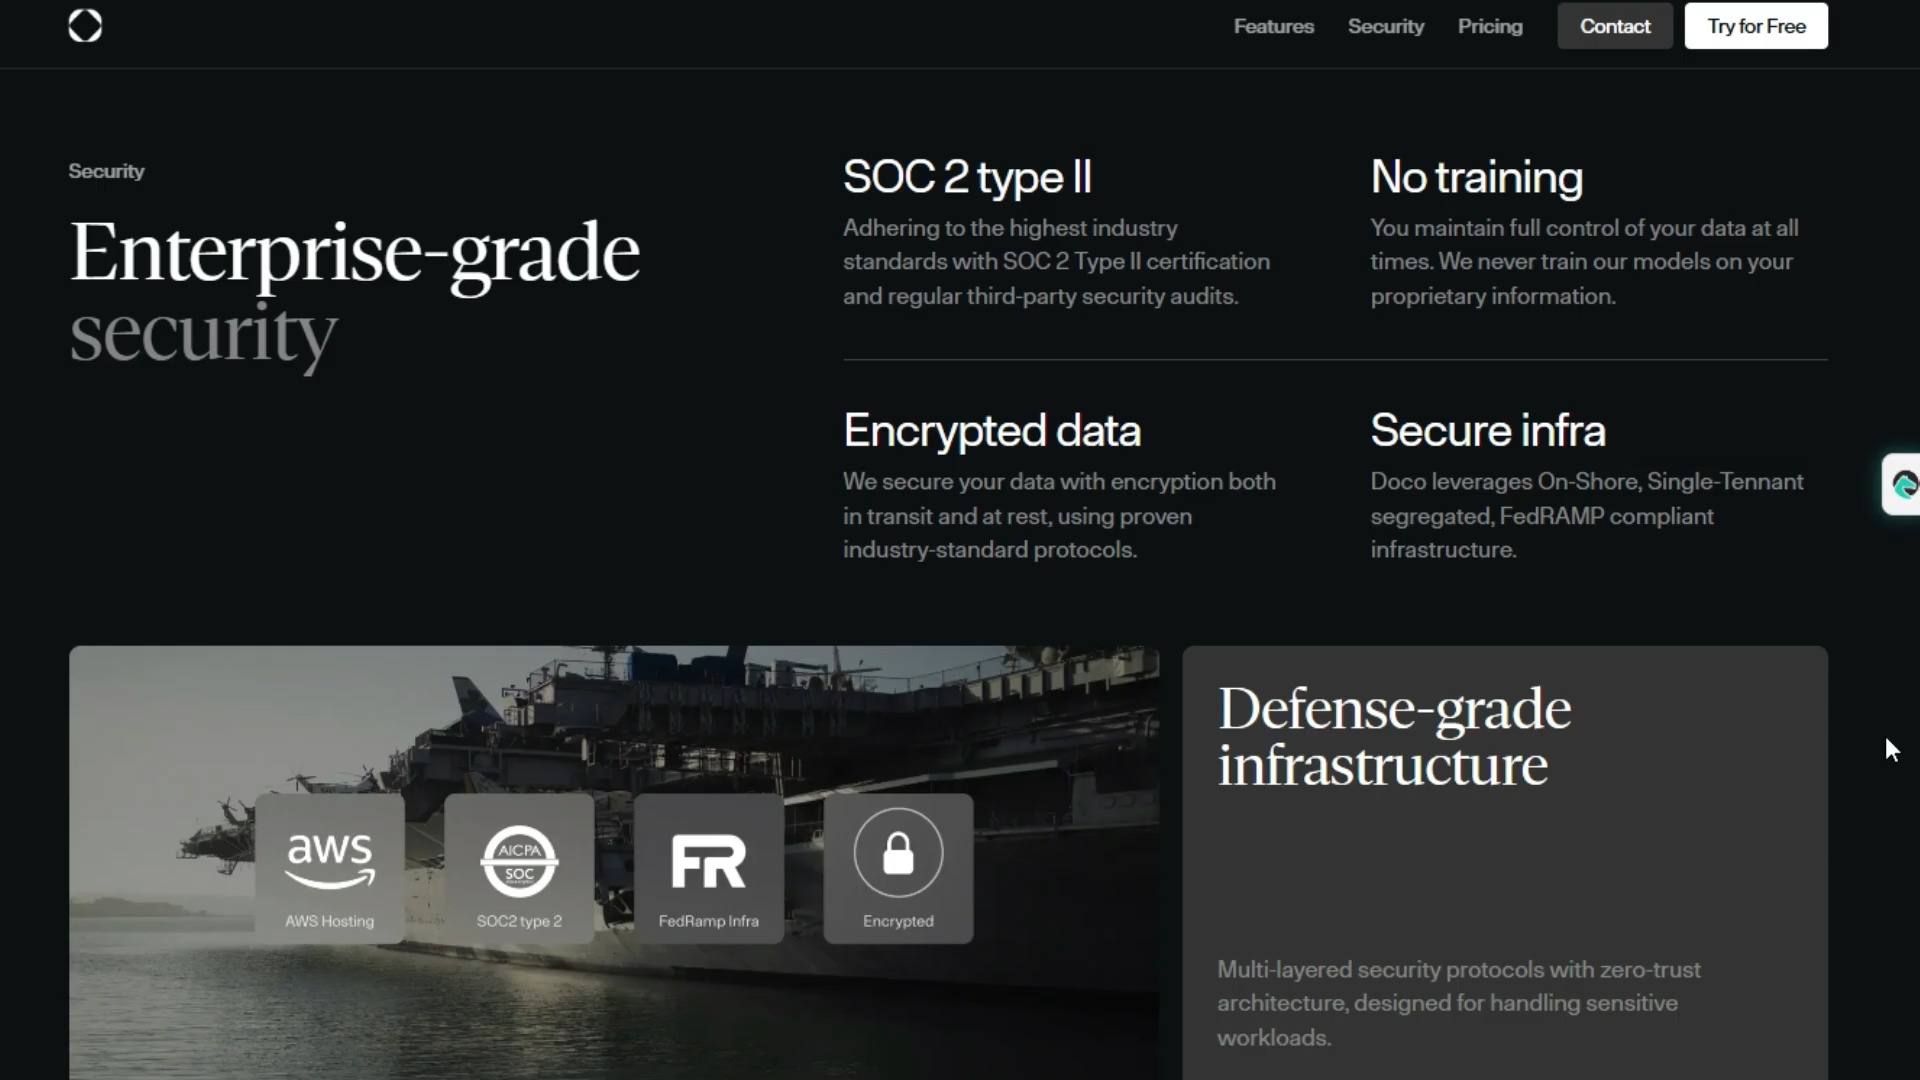 Features
Security
Pricing
Contact
Try for Free
Security
Enterprise-grade
security
SOC 2 type II
Adhering to the highest industry
standards with SOC 2 Type II certification
and regular third-party security audits.
No training
You maintain full control of your data at all
times. We never train our models on your
proprietary information.
Encrypted data
We secure your data with encryption both
in transit and at rest, using proven
industry-standard protocols.
Secure infra
Doco leverages On-Shore, Single-Tennant
segregated, FedRAMP compliant
infrastructure.
aws
AWS Hosting
AICPA
SOC
SOC2 type 2
FR
FedRamp Infra
Encrypted
Defense-grade
infrastructure
Multi-layered security protocols with zero-trust
architecture, designed for handling sensitive
workloads.